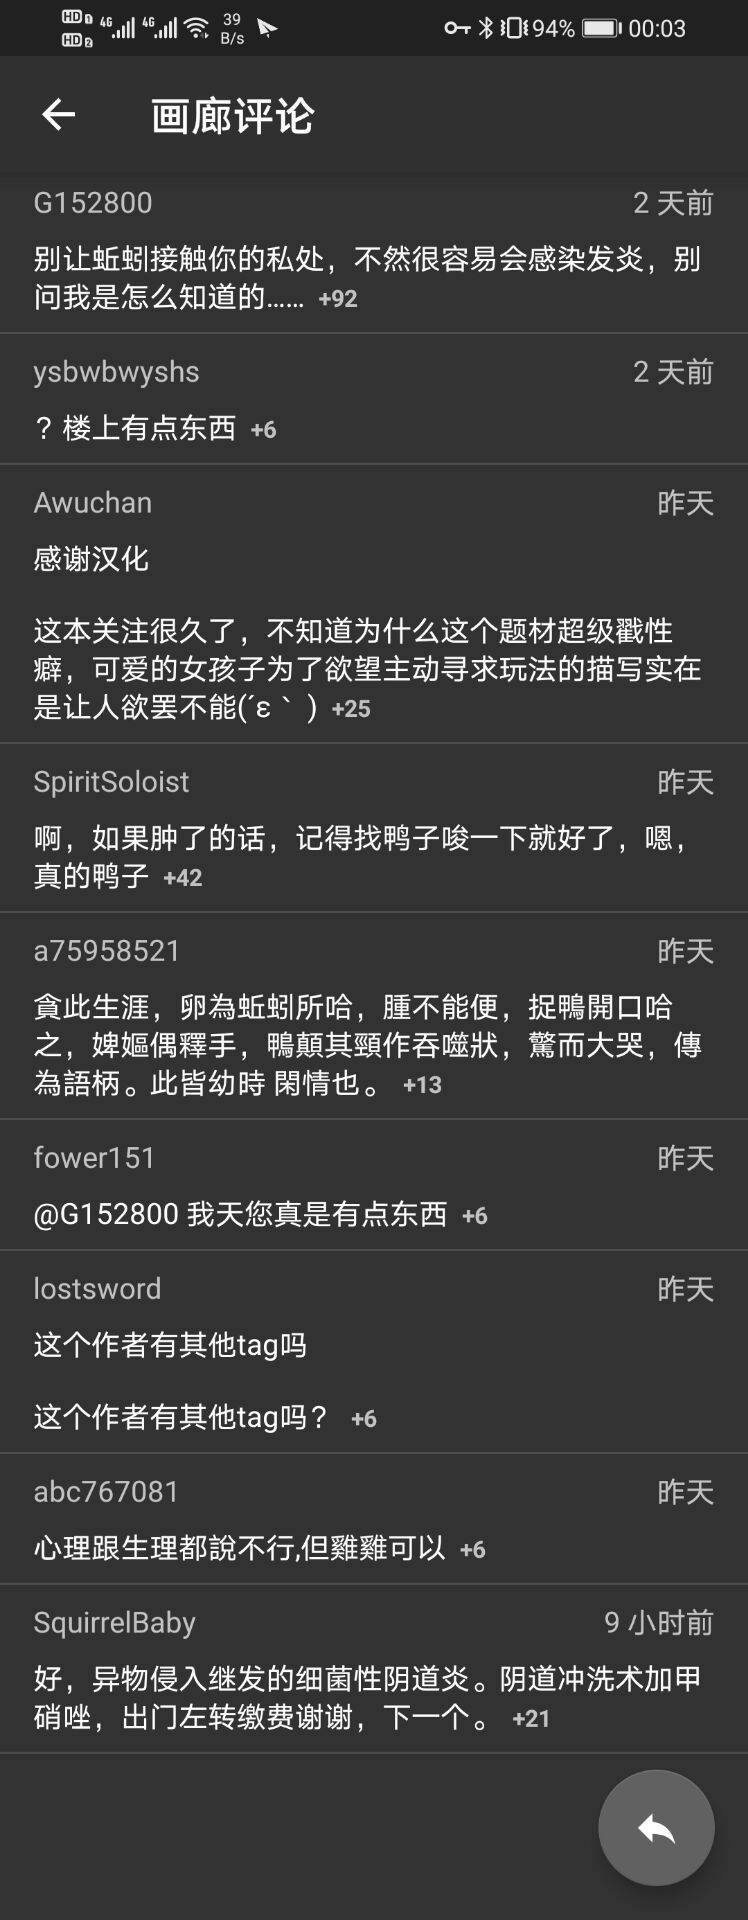 HD 1 4G 4G 39 94% 00:03
HD 2 B/s
画廊评论
G152800 2 天前
别让蚯蚓接触你的私处，不然很容易会感染发炎，别
问我是怎么知道的…… +92
ysbwbwyshs 2 天前
？楼上有点东西 +6
Awuchan 昨天
感谢汉化
这本关注很久了，不知道为什么这个题材超级戳性
癖，可爱的女孩子为了欲望主动寻求玩法的描写实在
是让人欲罢不能(´ε｀ ) +25
SpiritSoloist 昨天
啊，如果肿了的话，记得找鸭子唆一下就好了，嗯，
真的鸭子 +42
a75958521 昨天
貪此生涯，卵為蚯蚓所哈，腫不能便，捉鴨開口哈
之，婢嫗偶釋手，鴨顛其頸作吞噬狀，驚而大哭，傳
為語柄。此皆幼時 閑情也。 +13
fower151 昨天
@G152800 我天您真是有点东西 +6
lostsword 昨天
这个作者有其他tag吗
这个作者有其他tag吗？ +6
abc767081 昨天
心理跟生理都說不行,但雞雞可以 +6
SquirrelBaby 9 小时前
好，异物侵入继发的细菌性阴道炎。阴道冲洗术加甲
硝唑，出门左转缴费谢谢，下一个。 +21